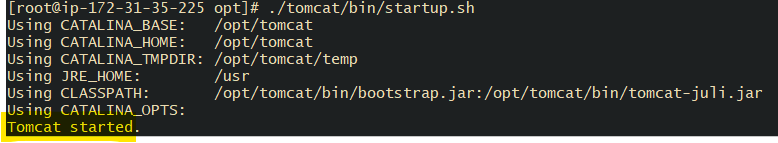 [root@ip-172-31-35-225 opt]# ./tomcat/bin/startup.sh
Using CATALINA_BASE:   /opt/tomcat
Using CATALINA_HOME:   /opt/tomcat
Using CATALINA_TMPDIR: /opt/tomcat/temp
Using JRE_HOME:        /usr
Using CLASSPATH:       /opt/tomcat/bin/bootstrap.jar:/opt/tomcat/bin/tomcat-juli.jar
Using CATALINA_OPTS:
Tomcat started.